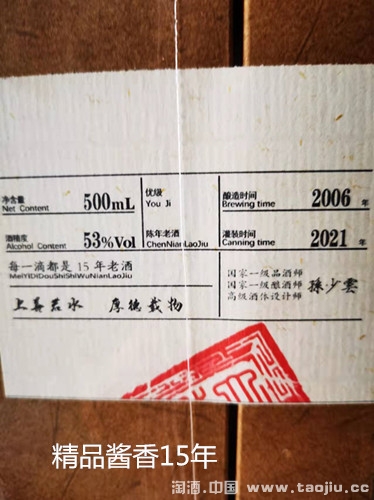 净含量 500mL 优级 酿造时间 2006 年
Net Content You Ji Brewing time
酒精度 53%Vol 陈年老酒 灌装时间 2021 年
Alcohol Content ChenNianLaoJiu Canning time
每一滴都是15年老酒
MeiYiDiDouShiShiWuNianLaoJiu
上善若水 厚德载物
国家一级品酒师
国家一级酿酒师 孙少云
高级酒体设计师
精品酱香15年
淘酒.中国 www.taojiu.cc